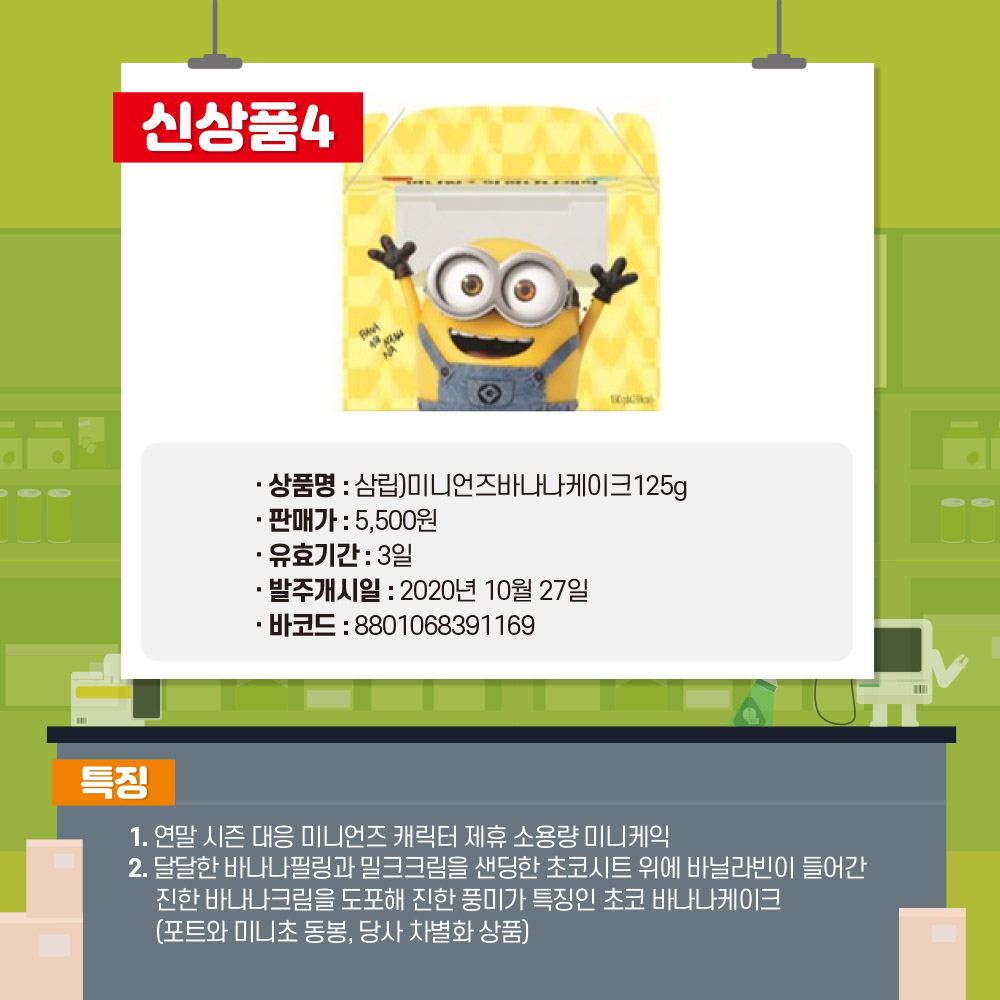 신상품4
BANA
NA
NA
· 상품명 : 삼립)미니언즈바나나케이크125g
· 판매가 : 5,500원
· 유효기간 : 3일
· 발주개시일 : 2020년 10월 27일
· 바코드 : 8801068391169
특징
1. 연말 시즌 대응 미니언즈 캐릭터 제휴 소용량 미니케익
2. 달달한 바나나필링과 밀크크림을 샌딩한 초코시트 위에 바닐라빈이 들어간
진한 바나나크림을 도포해 진한 풍미가 특징인 초코 바나나케이크
(포트와 미니초 동봉, 당사 차별화 상품)